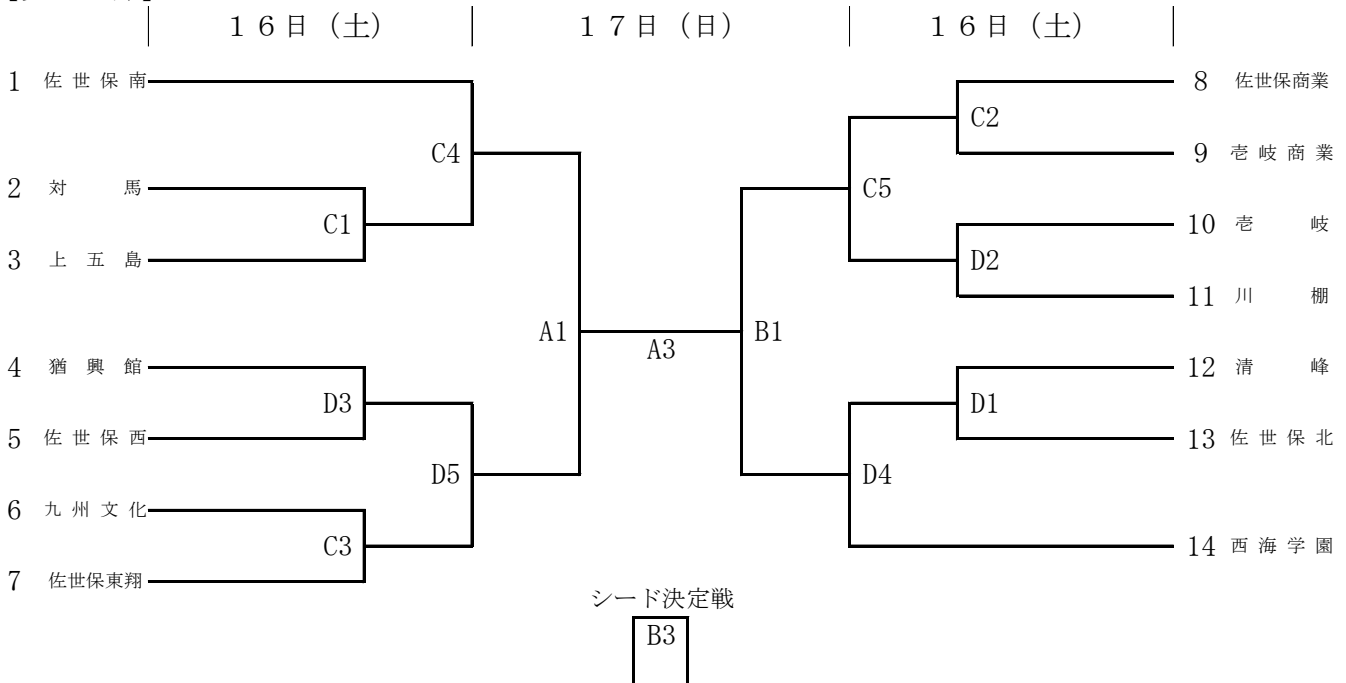 １６日（土） １７日（日） １６日（土）
1 佐世保南
8 佐世保商業
C2
C4
9 壱岐商業
2 対馬
C5
C1
10 壱岐
3 上五島
D2
11 川棚
A1
A3
B1
4 猶興館
12 清峰
D3
D1
5 佐世保西
13 佐世保北
D5
D4
6 九州文化
C3
14 西海学園
7 佐世保東翔
シード決定戦
B3